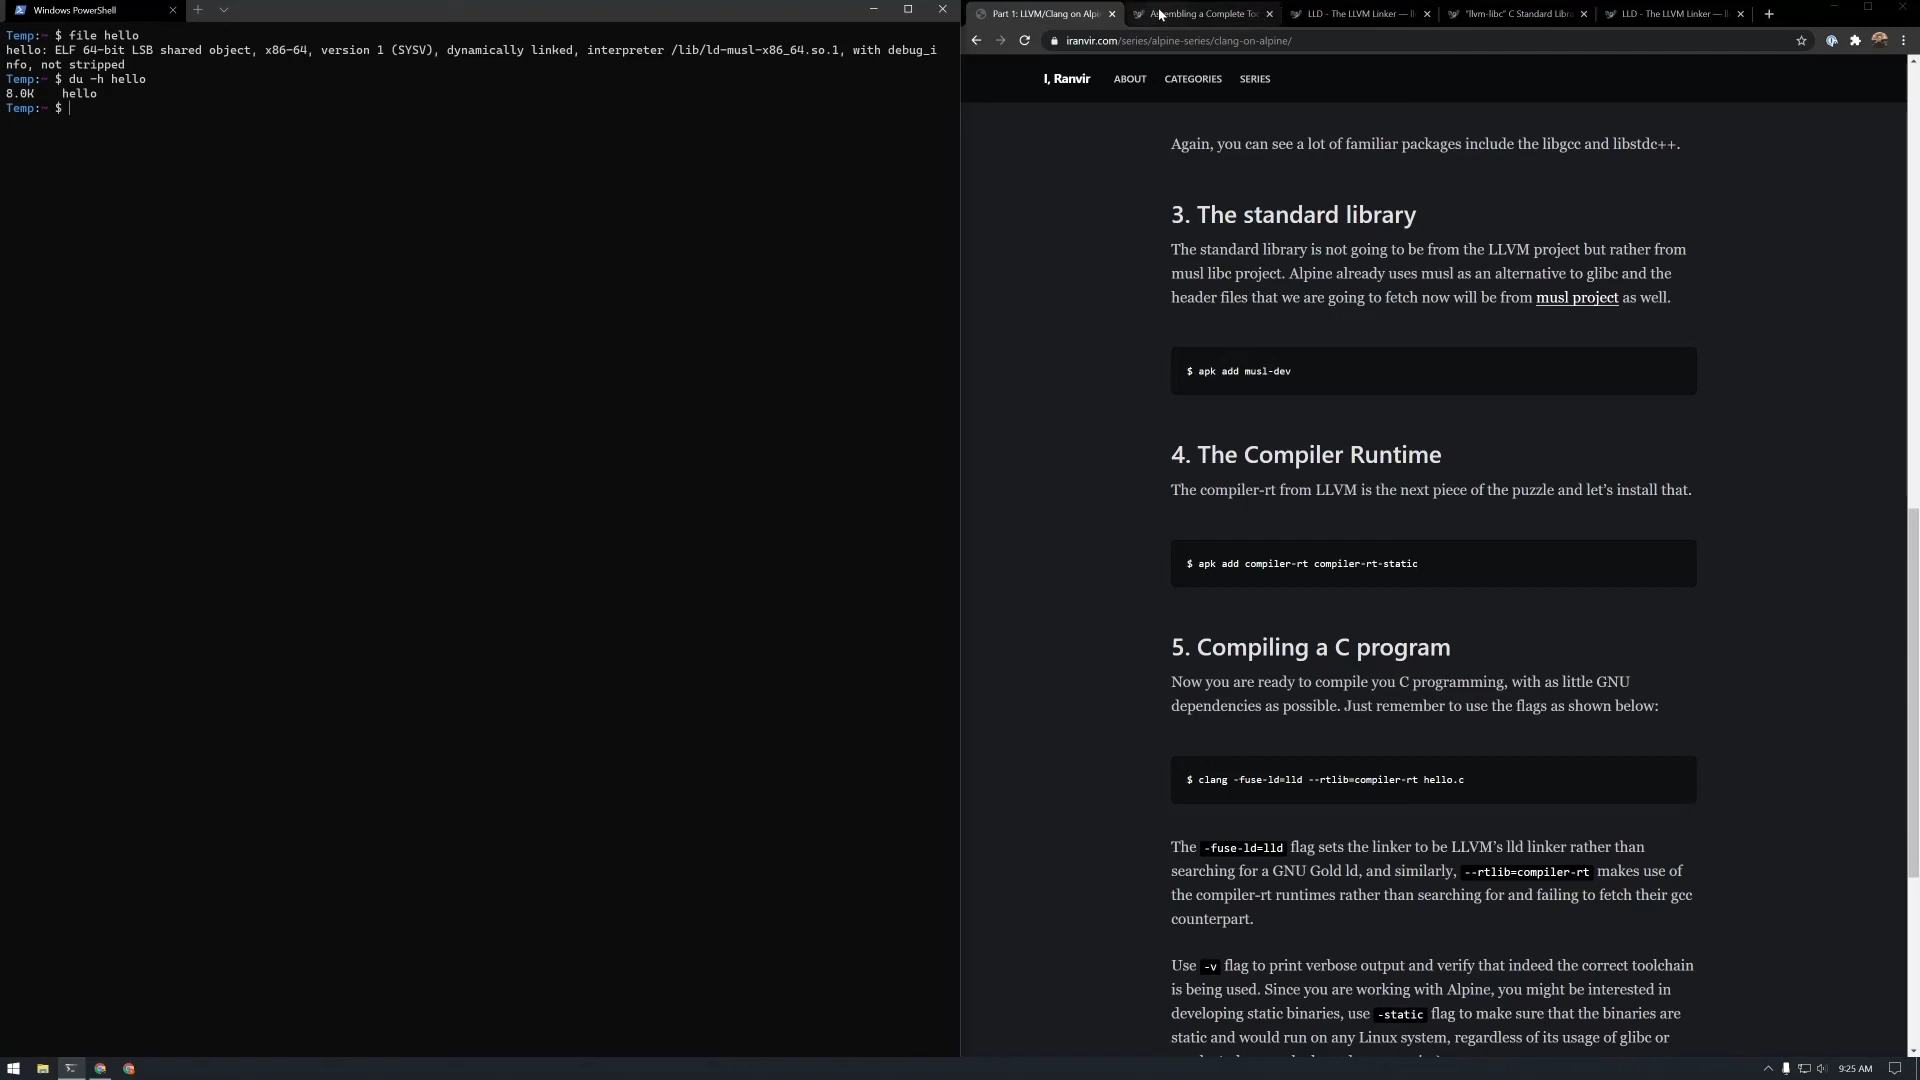 Windows PowerShell
Temp:~ $ file hello
hello: ELF 64-bit LSB shared object, x86-64, version 1 (SYSV), dynamically linked, interpreter /lib/ld-musl-x86_64.so.1, with debug_i
nfo, not stripped
Temp:~ $ du -h hello
8.0K    hello
Temp:~ $
Part 1: LLVM/Clang on Alpi
Assembling a Complete To
LLD - The LLVM Linker — ll
"llvm-libc" C Standard Libr
LLD - The LLVM Linker — ll
iranvir.com/series/alpine-series/clang-on-alpine/
I, Ranvir ABOUT CATEGORIES SERIES
Again, you can see a lot of familiar packages include the libgcc and libstdc++.
3. The standard library
The standard library is not going to be from the LLVM project but rather from
musl libc project. Alpine already uses musl as an alternative to glibc and the
header files that we are going to fetch now will be from musl project as well.
$ apk add musl-dev
4. The Compiler Runtime
The compiler-rt from LLVM is the next piece of the puzzle and let's install that.
$ apk add compiler-rt compiler-rt-static
5. Compiling a C program
Now you are ready to compile you C programming, with as little GNU
dependencies as possible. Just remember to use the flags as shown below:
$ clang -fuse-ld=lld --rtlib=compiler-rt hello.c
The -fuse-ld=lld flag sets the linker to be LLVM's lld linker rather than
searching for a GNU Gold ld, and similarly, --rtlib=compiler-rt makes use of
the compiler-rt runtimes rather than searching for and failing to fetch their gcc
counterpart.
Use -v flag to print verbose output and verify that indeed the correct toolchain
is being used. Since you are working with Alpine, you might be interested in
developing static binaries, use -static flag to make sure that the binaries are
static and would run on any Linux system, regardless of its usage of glibc or
9:25 AM